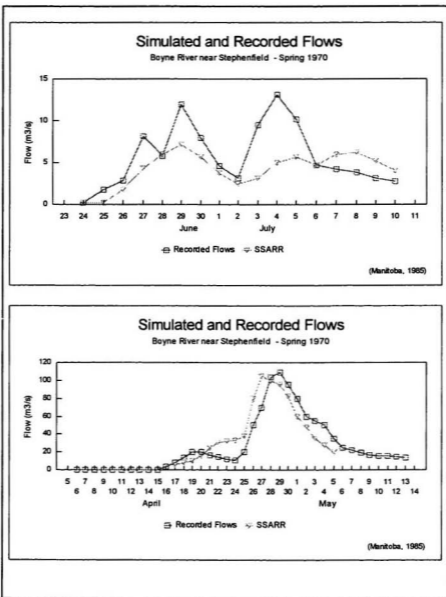 Simulated and Recorded Flows
Boyne River near Stephenfield - Spring 1970
15
10
5
0
Flow (m3/s)
23 24 25 26 27 28 29 30 1 2 3 4 5 6 7 8 9 10 11
June July
Recorded Flows SSARR
(Manitoba, 1985)
Simulated and Recorded Flows
Boyne River near Stephenfield - Spring 1970
120
100
80
60
40
20
0
Flow (m3/s)
5 7 9 11 13 15 17 19 21 23 25 27 29 1 3 5 7 9 11 13
6 8 10 12 14 16 18 20 22 24 26 28 30 2 4 6 8 10 12 14
April May
Recorded Flows SSARR
(Manitoba, 1985)